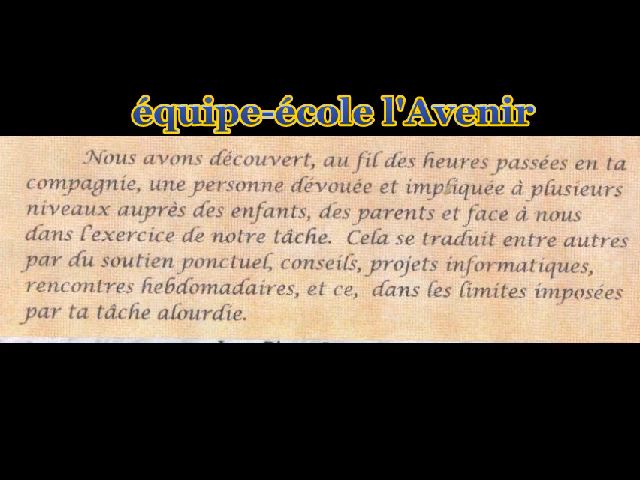 équipe-école l'Avenir
Nous avons découvert, au fil des heures passées en ta
compagnie, une personne dévouée et impliquée à plusieurs
niveaux auprès des enfants, des parents et face à nous
dans l'exercice de notre tâche. Cela se traduit entre autres
par du soutien ponctuel, conseils, projets informatiques,
rencontres hebdomadaires, et ce, dans les limites imposées
par ta tâche alourdie.